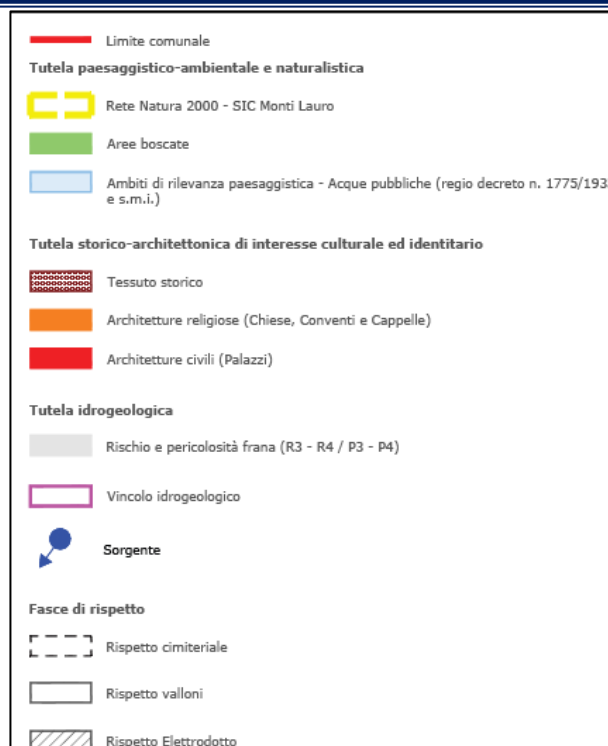 Limite comunale
Tutela paesaggistico-ambientale e naturalistica
Rete Natura 2000 - SIC Monti Lauro
Aree boscate
Ambiti di rilevanza paesaggistica - Acque pubbliche (regio decreto n.
e s.m.i.)
Tutela storico-architettonica di interesse culturale ed identitario
Tessuto storico
Architetture religiose (Chiese, Conventi e Cappelle)
Architetture civili (Palazzi)
Tutela idrogeologica
Rischio e pericolosità frana (R3 - R4 / P3 - P4)
Vincolo idrogeologico
Sorgente
Fasce di rispetto
Rispetto cimiteriale
Rispetto valloni
Rispetto Elettrodotto